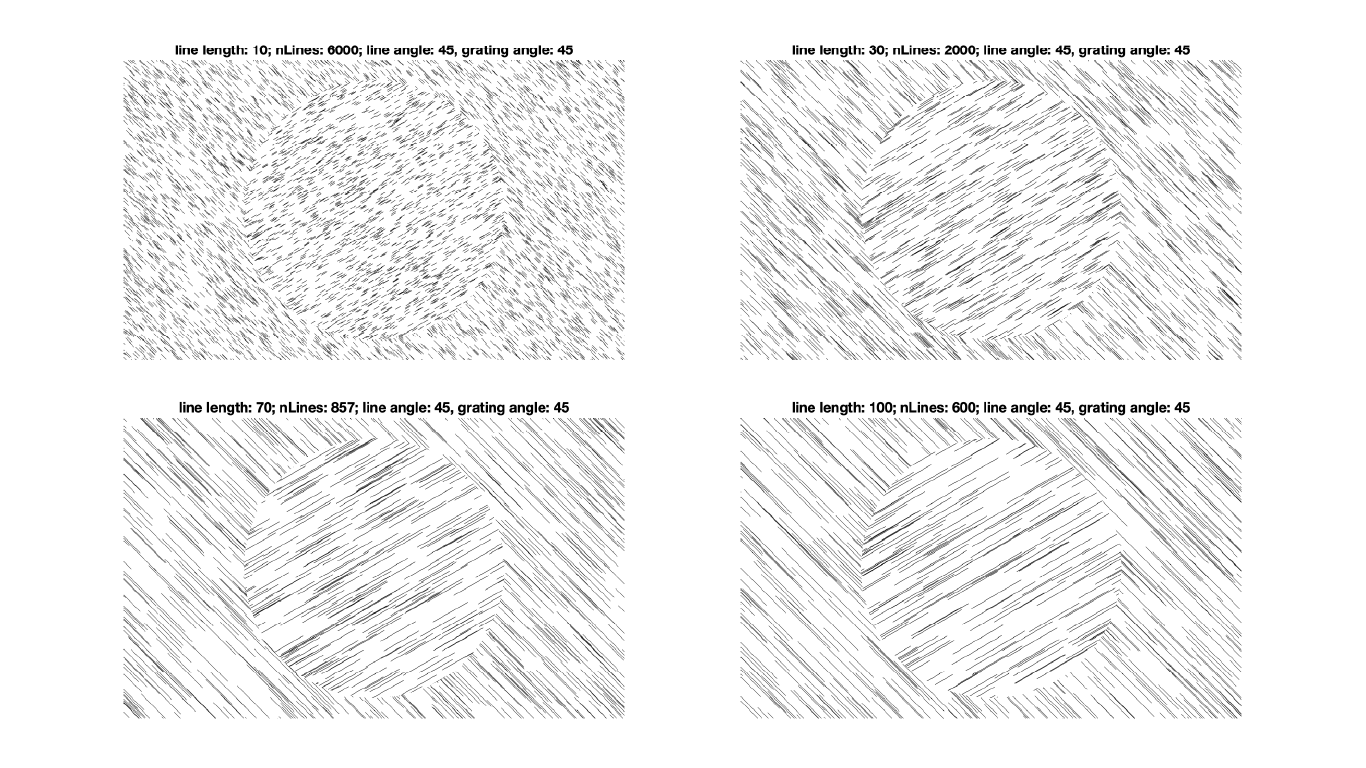 line length: 10; nLines: 6000; line angle: 45, grating angle: 45
line length: 30; nLines: 2000; line angle: 45, grating angle: 45
line length: 70; nLines: 857; line angle: 45, grating angle: 45
line length: 100; nLines: 600; line angle: 45, grating angle: 45